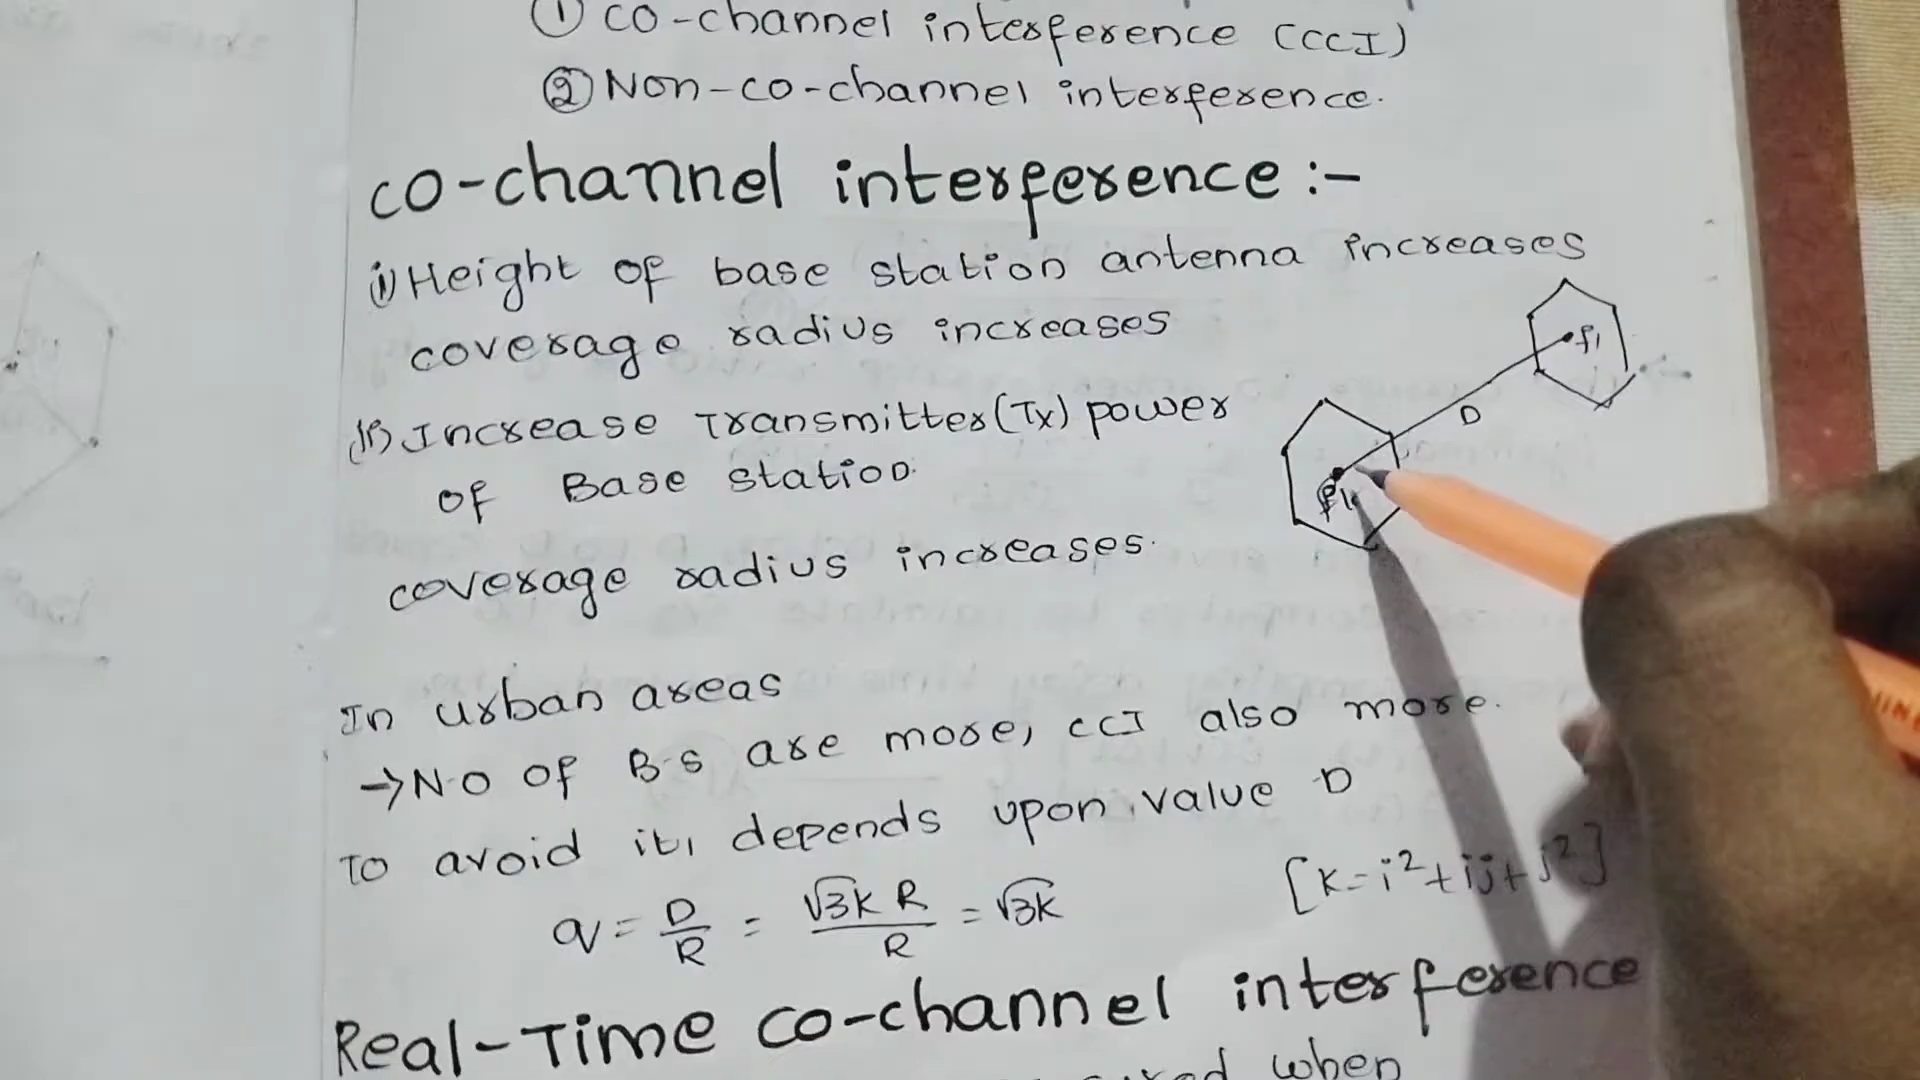 ① co-channel interference (CCI)
② Non-co-channel interference.
co-channel interference :-
i) Height of base station antenna increases
coverage radius increases
ii) Increase Transmitter (Tx) power
of Base station.
coverage radius increases.
f1
D
f1
In urban areas
→ N.O of B.S are more, CCI also more.
To avoid it, depends upon value D
q = D/R = √3K R/R = √3K
[K = i² + ij + j²]
Real-Time co-channel interference
when